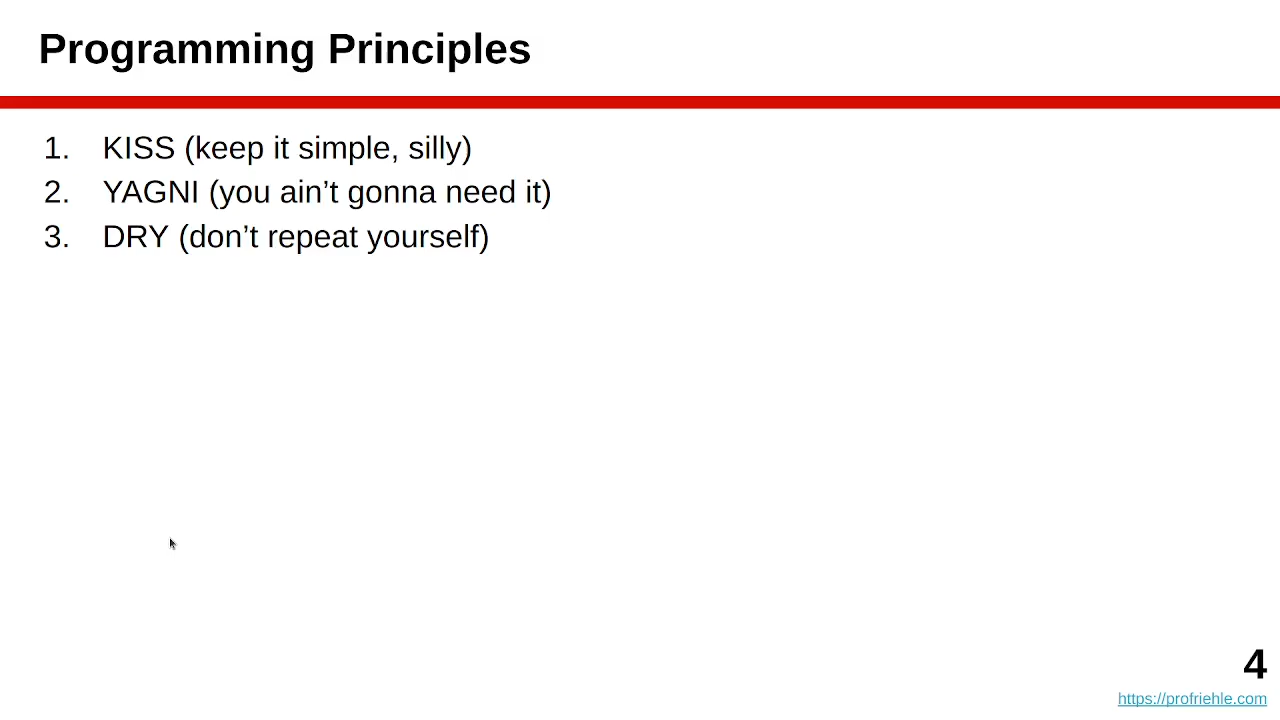 Programming Principles
1. KISS (keep it simple, silly)
2. YAGNI (you ain’t gonna need it)
3. DRY (don’t repeat yourself)
4
https://profriehle.com